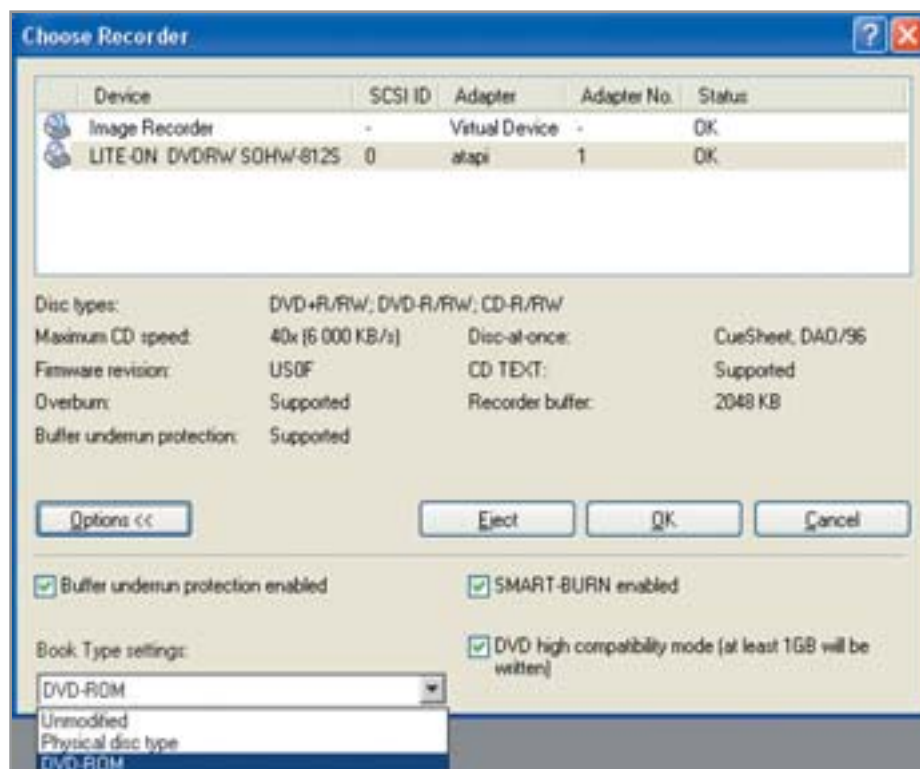 Choose Recorder
Device SCSI ID Adapter Adapter No. Status
Image Recorder - Virtual Device - OK
LITE-ON DVDRW SOHW-812S 0 atapi 1 OK
Disc types: DVD+R/RW; DVD-R/RW; CD-R/RW
Maximum CD speed: 40x (6 000 KB/s) Disc-at-once: CueSheet, DAO/96
Firmware revision: US0F CD TEXT: Supported
Overburn: Supported Recorder buffer: 2048 KB
Buffer underrun protection: Supported
Options << Eject OK Cancel
Buffer underrun protection enabled SMART-BURN enabled
Book Type settings: DVD high compatibility mode (at least 1GB will be
written)
DVD-ROM
Unmodified
Physical disc type
DVD-ROM